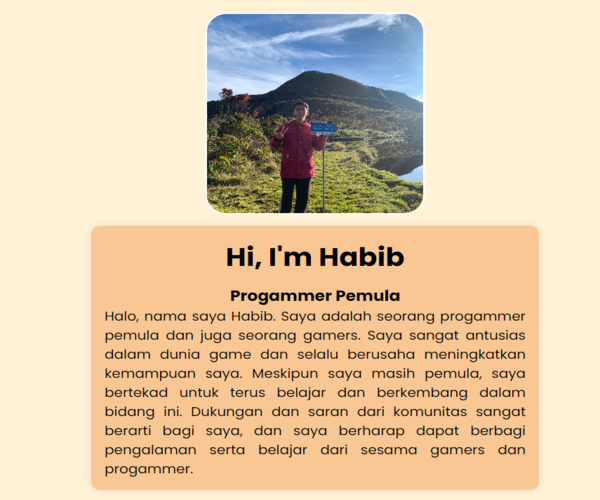 Hi, I'm Habib
Progammer Pemula
Halo, nama saya Habib. Saya adalah seorang progammer
pemula dan juga seorang gamers. Saya sangat antusias
dalam dunia game dan selalu berusaha meningkatkan
kemampuan saya. Meskipun saya masih pemula, saya
bertekad untuk terus belajar dan berkembang dalam
bidang ini. Dukungan dan saran dari komunitas sangat
berarti bagi saya, dan saya berharap dapat berbagi
pengalaman serta belajar dari sesama gamers dan
progammer.